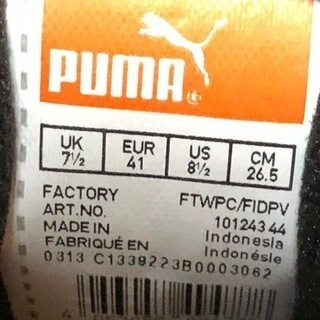 PUMA
UK EUR US CM
7½ 41 8½ 26.5
FACTORY FTWPC/FIDPV
ART.NO. 10124344
MADE IN Indonesia
FABRIQUÉ EN Indonésie
0313 C1339223B0003062